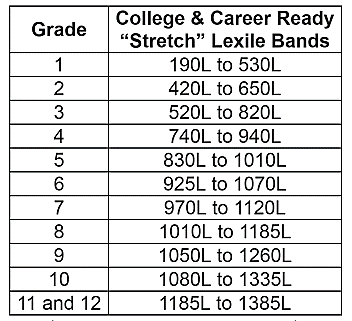 Grade College & Career Ready
“Stretch” Lexile Bands
1 190L to 530L
2 420L to 650L
3 520L to 820L
4 740L to 940L
5 830L to 1010L
6 925L to 1070L
7 970L to 1120L
8 1010L to 1185L
9 1050L to 1260L
10 1080L to 1335L
11 and 12 1185L to 1385L